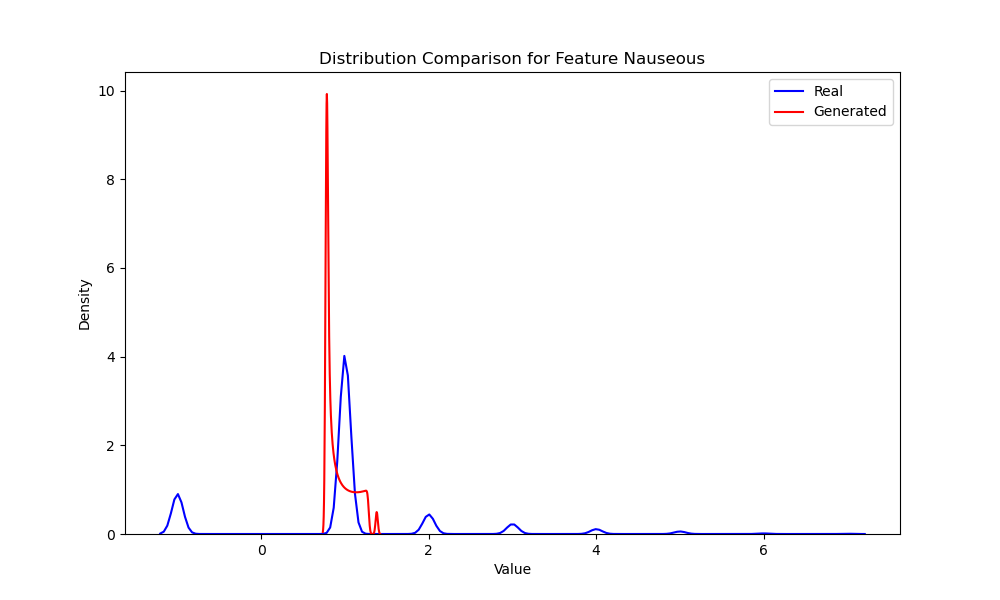 Distribution Comparison for Feature Nauseous
Real
Generated
Density
10
8
6
4
2
0
0
2
4
6
Value